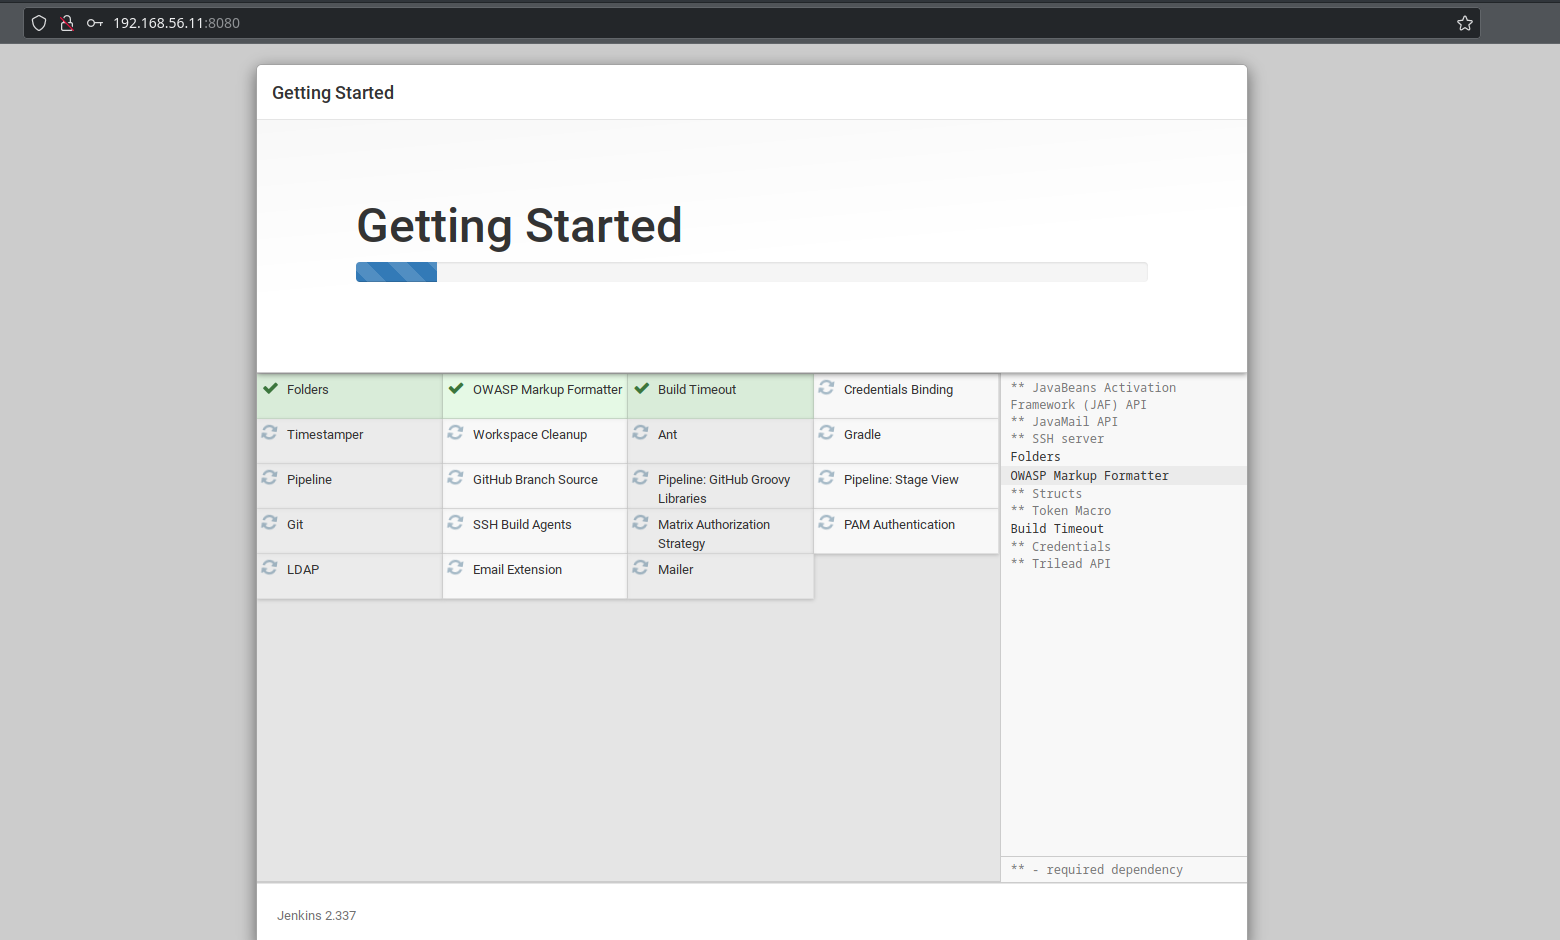 192.168.56.11:8080
Getting Started
Getting Started
Folders
OWASP Markup Formatter
Build Timeout
Credentials Binding
Timestamper
Workspace Cleanup
Ant
Gradle
Pipeline
GitHub Branch Source
Pipeline: GitHub Groovy
Libraries
Pipeline: Stage View
Git
SSH Build Agents
Matrix Authorization
Strategy
PAM Authentication
LDAP
Email Extension
Mailer
** JavaBeans Activation
Framework (JAF) API
** JavaMail API
** SSH server
Folders
OWASP Markup Formatter
** Structs
** Token Macro
Build Timeout
** Credentials
** Trilead API
** - required dependency
Jenkins 2.337